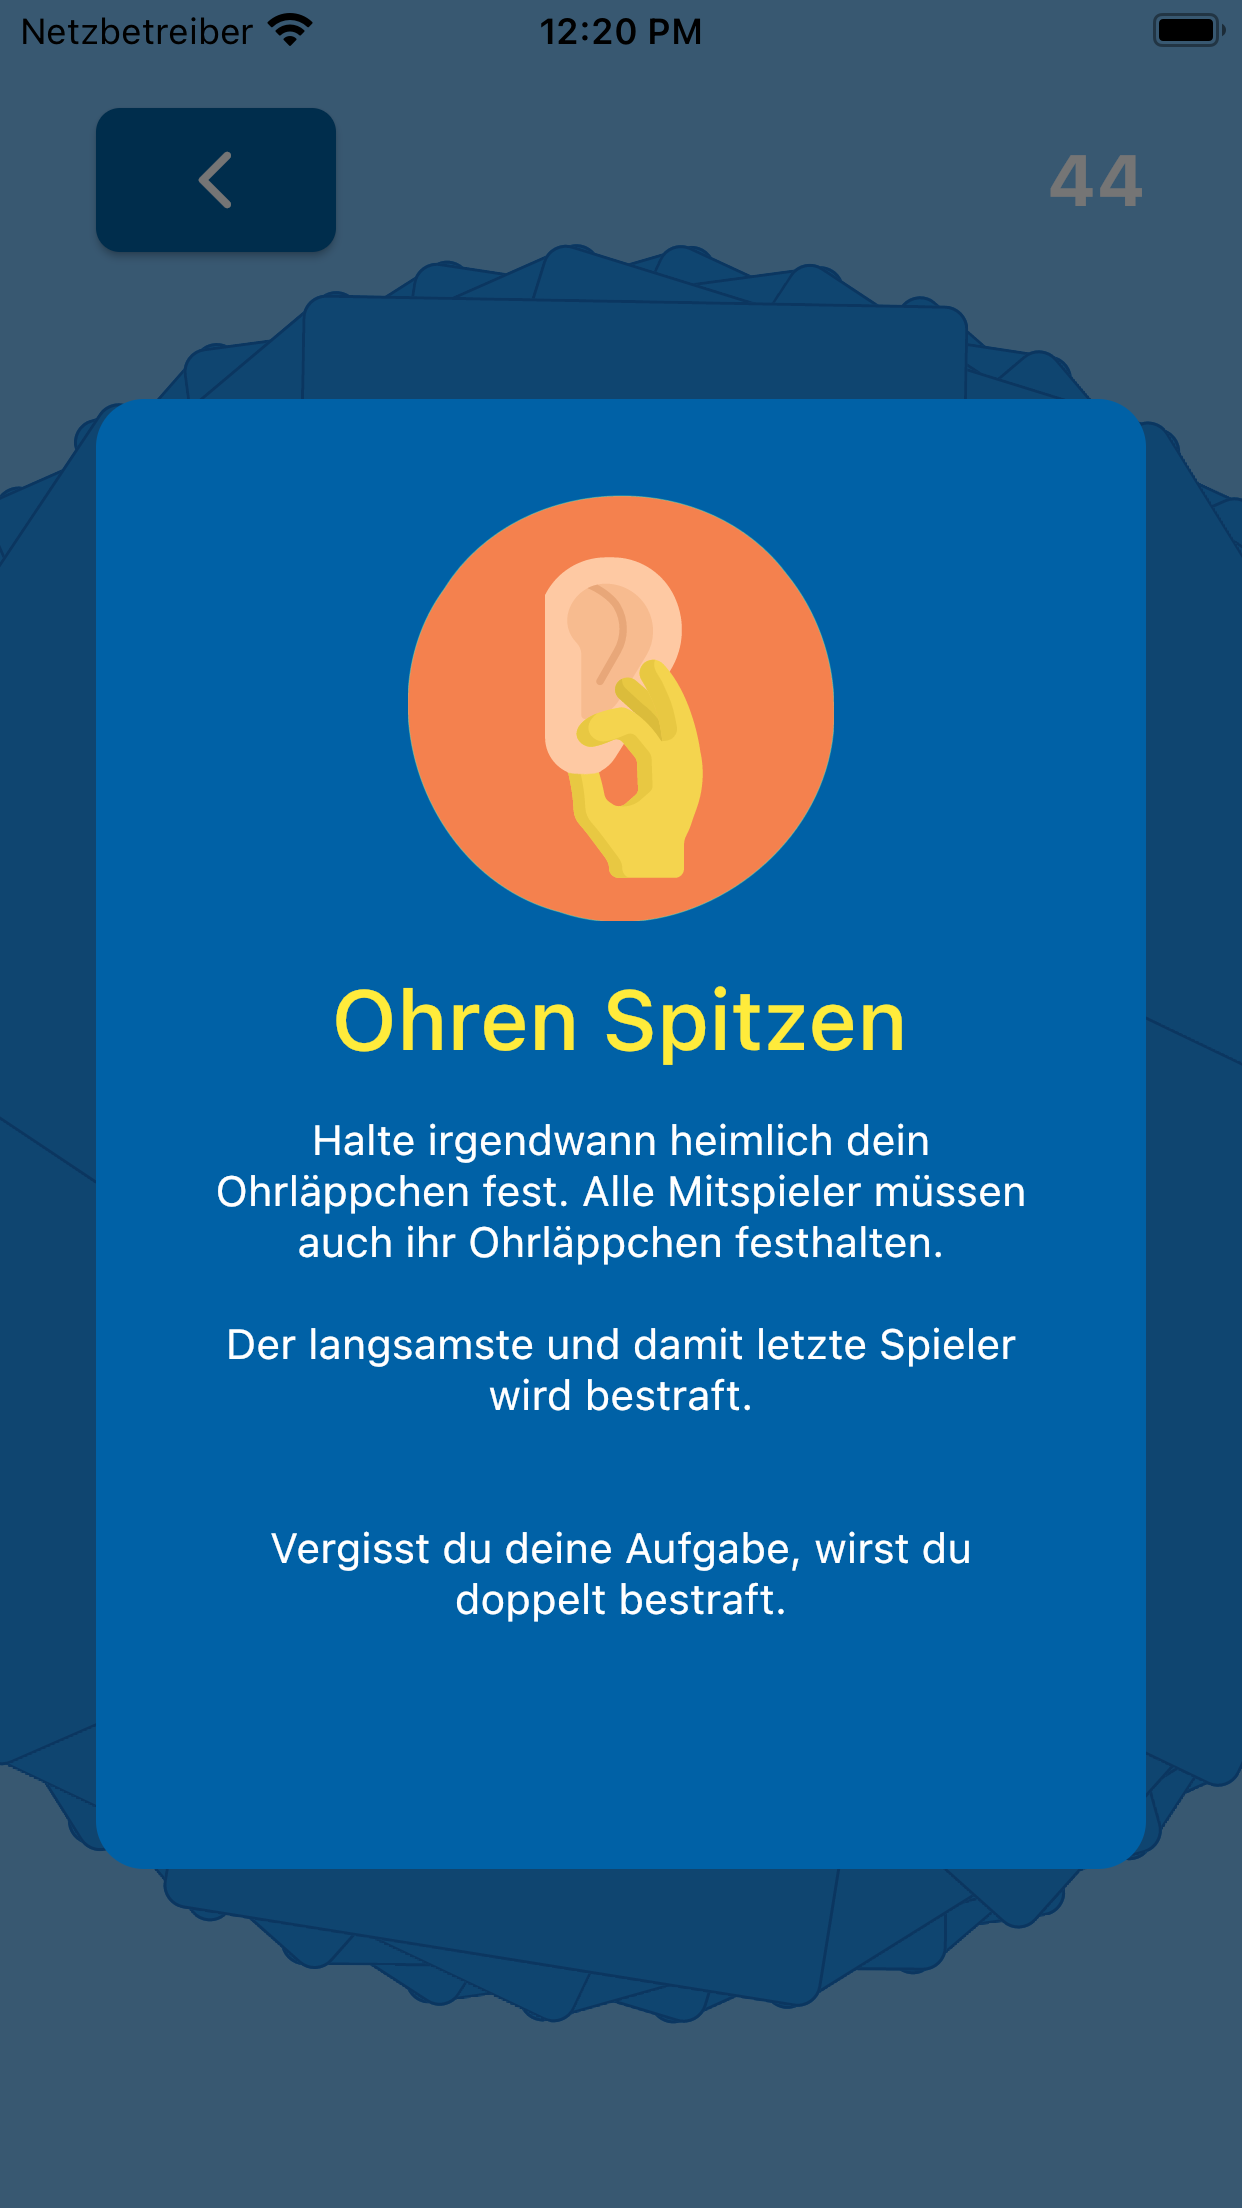 Netzbetreiber 12:20 PM
44
Ohren Spitzen
Halte irgendwann heimlich dein
Ohrläppchen fest. Alle Mitspieler müssen
auch ihr Ohrläppchen festhalten.
Der langsamste und damit letzte Spieler
wird bestraft.
Vergisst du deine Aufgabe, wirst du
doppelt bestraft.